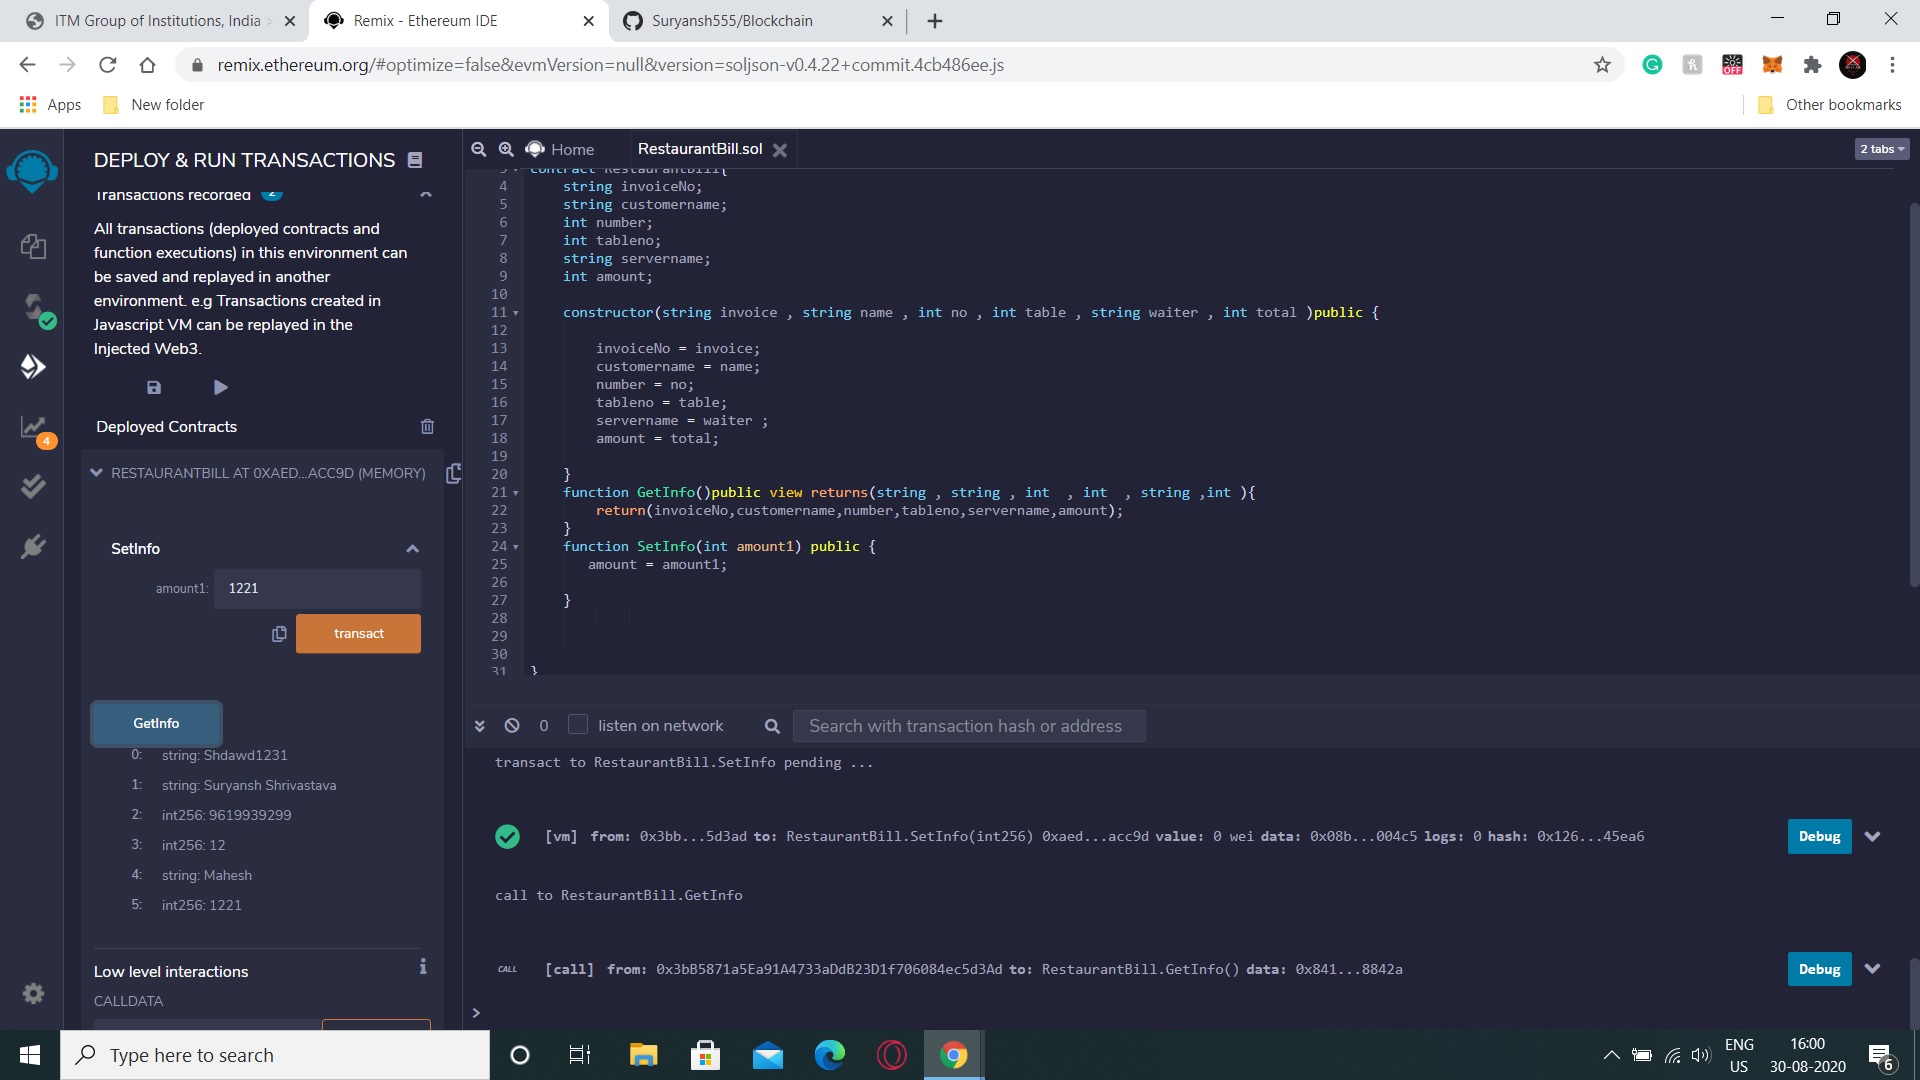 ITM Group of Institutions, India >
Remix - Ethereum IDE
Suryansh555/Blockchain
remix.ethereum.org/#optimize=false&evmVersion=null&version=soljson-v0.4.22+commit.4cb486ee.js
OFF
Apps
New folder
Other bookmarks
DEPLOY & RUN TRANSACTIONS
Transactions recorded 2
All transactions (deployed contracts and
function executions) in this environment can
be saved and replayed in another
environment. e.g Transactions created in
Javascript VM can be replayed in the
Injected Web3.
Deployed Contracts
4
RESTAURANTBILL AT 0XAED...ACC9D (MEMORY)
SetInfo
amount1: 1221
transact
GetInfo
0: string: Shdawd1231
1: string: Suryansh Shrivastava
2: int256: 9619939299
3: int256: 12
4: string: Mahesh
5: int256: 1221
Low level interactions
CALLDATA
Home
RestaurantBill.sol
2 tabs
3 contract RestaurantBill{
4 string invoiceNo;
5 string customername;
6 int number;
7 int tableno;
8 string servername;
9 int amount;
10
11 constructor(string invoice , string name , int no , int table , string waiter , int total )public {
12
13 invoiceNo = invoice;
14 customername = name;
15 number = no;
16 tableno = table;
17 servername = waiter ;
18 amount = total;
19
20 }
21 function GetInfo()public view returns(string , string , int , int , string ,int ){
22 return(invoiceNo,customername,number,tableno,servername,amount);
23 }
24 function SetInfo(int amount1) public {
25 amount = amount1;
26
27 }
28
29
30
31 }
0
listen on network
Search with transaction hash or address
transact to RestaurantBill.SetInfo pending ...
[vm] from: 0x3bb...5d3ad to: RestaurantBill.SetInfo(int256) 0xaed...acc9d value: 0 wei data: 0x08b...004c5 logs: 0 hash: 0x126...45ea6
Debug
call to RestaurantBill.GetInfo
CALL [call] from: 0x3bB5871a5Ea91A4733aDdB23D1f706084ec5d3Ad to: RestaurantBill.GetInfo() data: 0x841...8842a
Debug
>
Type here to search
ENG
US
16:00
30-08-2020
6